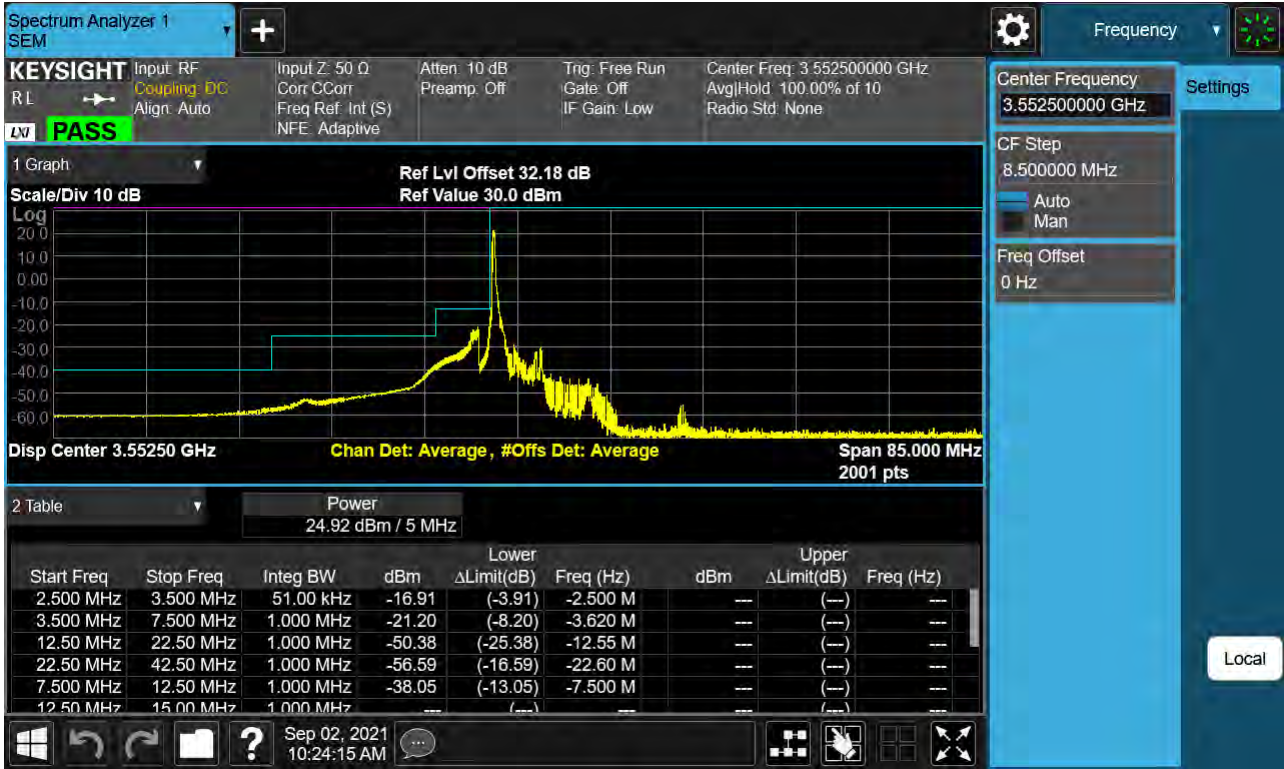 Spectrum Analyzer 1
SEM
Frequency
KEYSIGHT
RL
LXI
PASS
Input: RF
Coupling: DC
Align: Auto
Input Z: 50 Ω
Corr CCorr
Freq Ref: Int (S)
NFE: Adaptive
Atten: 10 dB
Preamp: Off
Trig: Free Run
Gate: Off
IF Gain: Low
Center Freq: 3.552500000 GHz
Avg|Hold: 100.00% of 10
Radio Std: None
Center Frequency
3.552500000 GHz
Settings
CF Step
8.500000 MHz
Auto
Man
Freq Offset
0 Hz
Local
1 Graph
Scale/Div 10 dB
Ref Lvl Offset 32.18 dB
Ref Value 30.0 dBm
Log
20.0
10.0
0.00
-10.0
-20.0
-30.0
-40.0
-50.0
-60.0
Disp Center 3.55250 GHz
Chan Det: Average, #Offs Det: Average
Span 85.000 MHz
2001 pts
2 Table
Power
24.92 dBm / 5 MHz
Lower Upper
Start Freq Stop Freq Integ BW dBm ΔLimit(dB) Freq (Hz) dBm ΔLimit(dB) Freq (Hz)
2.500 MHz 3.500 MHz 51.00 kHz -16.91 (-3.91) -2.500 M --- (---) ---
3.500 MHz 7.500 MHz 1.000 MHz -21.20 (-8.20) -3.620 M --- (---) ---
12.50 MHz 22.50 MHz 1.000 MHz -50.38 (-25.38) -12.55 M --- (---) ---
22.50 MHz 42.50 MHz 1.000 MHz -56.59 (-16.59) -22.60 M --- (---) ---
7.500 MHz 12.50 MHz 1.000 MHz -38.05 (-13.05) -7.500 M --- (---) ---
12.50 MHz 15.00 MHz 1.000 MHz --- (---) --- --- (---) ---
?
Sep 02, 2021
10:24:15 AM